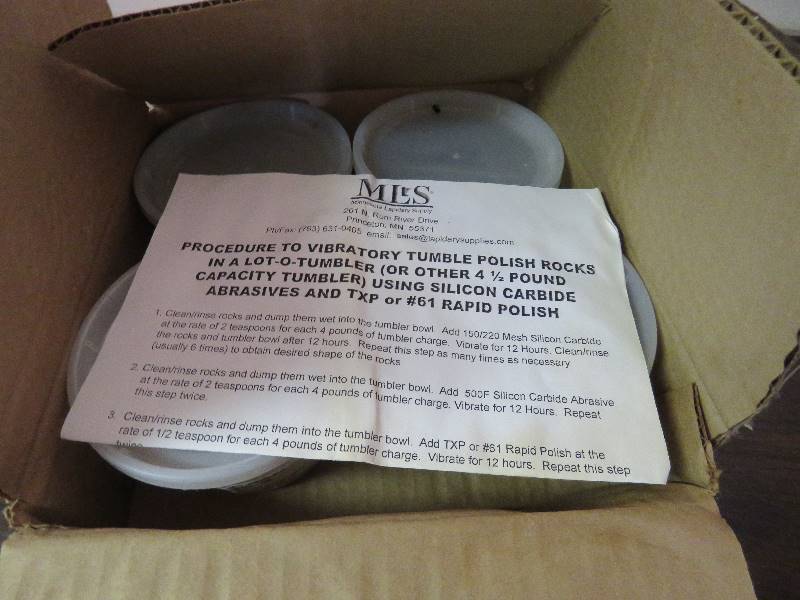 MLS
Minnesota Lapidary Supply
201 N. Rum River Drive
Princeton, MN 55371
Ph/Fax (763) 631-0405 email: sales@lapidarysupplies.com
PROCEDURE TO VIBRATORY TUMBLE POLISH ROCKS
IN A LOT-O-TUMBLER (OR OTHER 4 ½ POUND
CAPACITY TUMBLER) USING SILICON CARBIDE
ABRASIVES AND TXP or #61 RAPID POLISH
1. Clean/rinse rocks and dump them wet into the tumbler bowl. Add 150/220 Mesh Silicon Carbide
at the rate of 2 teaspoons for each 4 pounds of tumbler charge. Vibrate for 12 Hours. Clean/rinse
the rocks and tumbler bowl after 12 hours. Repeat this step as many times as necessary
(usually 6 times) to obtain desired shape of the rocks
2. Clean/rinse rocks and dump them wet into the tumbler bowl. Add 500F Silicon Carbide Abrasive
at the rate of 2 teaspoons for each 4 pounds of tumbler charge. Vibrate for 12 Hours. Repeat
this step twice.
3. Clean/rinse rocks and dump them into the tumbler bowl. Add TXP or #61 Rapid Polish at the
rate of 1/2 teaspoon for each 4 pounds of tumbler charge. Vibrate for 12 hours. Repeat this step
twice